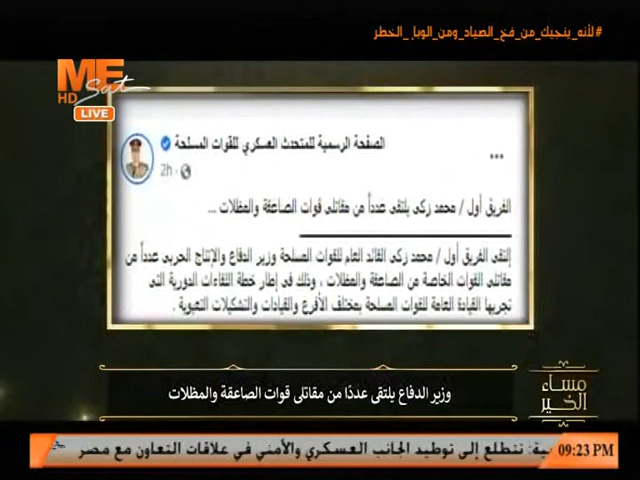 #لأنه_ينجيك_من_فخ_الصياد_ومن_الوبإ_الخطر
ME
Sat
HD
LIVE
الصفحة الرسمية للمتحدث العسكري للقوات المسلحة
2h
الفريق أول / محمد زكى يلتقى عدداً من مقاتلى قوات الصاعقة والمظلات ...
إلتقى الفريق أول / محمد زكى القائد العام للقوات المسلحة وزير الدفاع والإنتاج الحربى عدداً من
مقاتلى القوات الخاصة من الصاعقة والمظلات ، وذلك فى إطار خطة اللقاءات الدورية التى
تجريها القيادة العامة للقوات المسلحة بمختلف الأفرع والقيادات والتشكيلات التعبوية .
وزير الدفاع يلتقى عددًا من مقاتلى قوات الصاعقة والمظلات
مساء
الخير
نتطلع إلى توطيد الجانب العسكري والأمني في علاقات التعاون مع مصر
09:23 PM